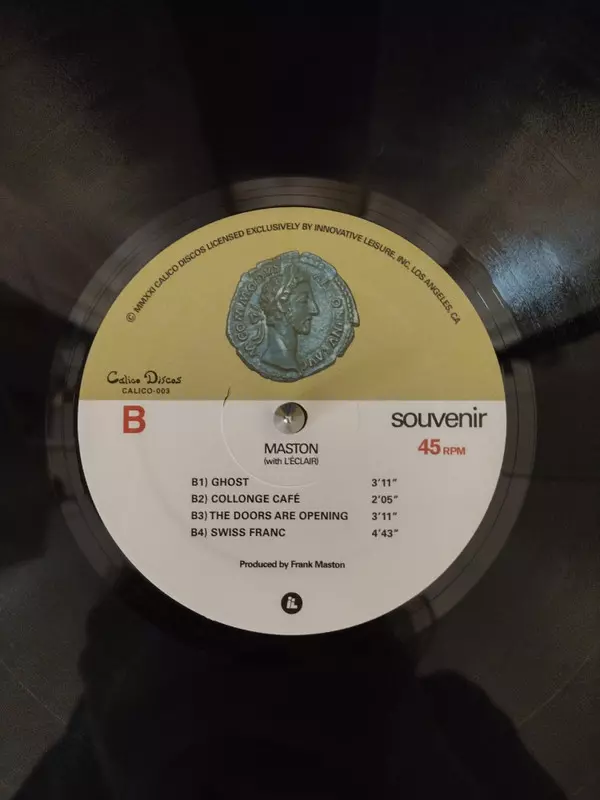 © MMXXI CALICO DISCOS LICENSED EXCLUSIVELY BY INNOVATIVE LEISURE, INC. LOS ANGELES, CA
Calico Discos
CALICO-003
B
souvenir
45 RPM
MASTON
(with L'ÉCLAIR)
B1) GHOST 3'11"
B2) COLLONGE CAFÉ 2'05"
B3) THE DOORS ARE OPENING 3'11"
B4) SWISS FRANC 4'43"
Produced by Frank Maston
iL